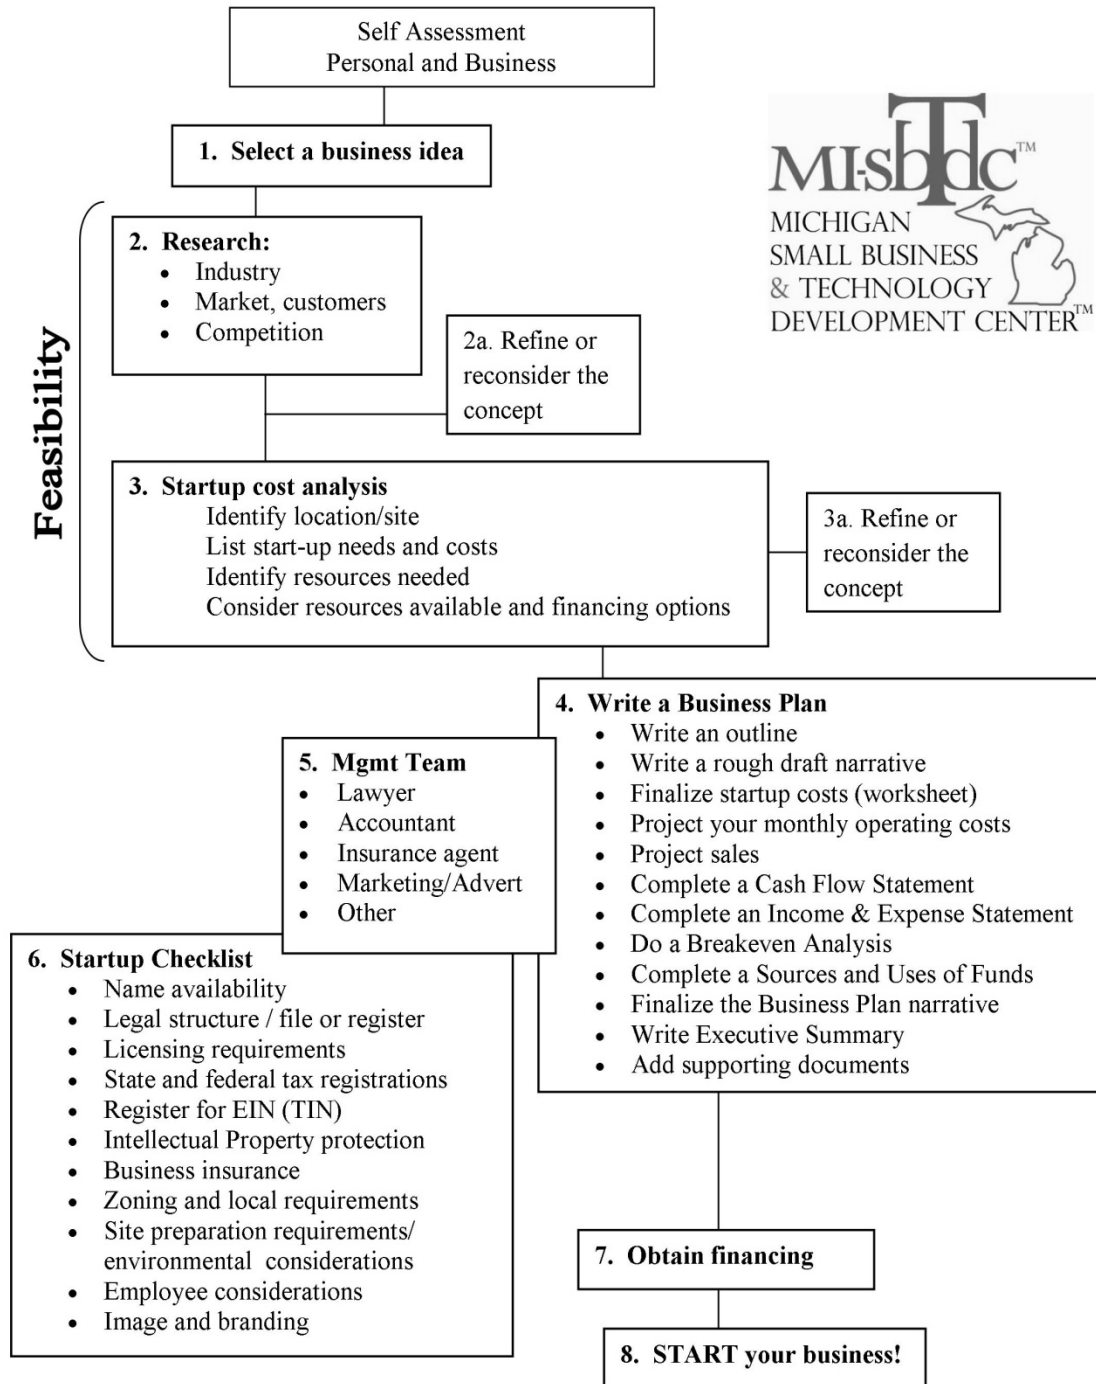 Self Assessment
Personal and Business
1. Select a business idea
MI-sbTdc™
MICHIGAN
SMALL BUSINESS
& TECHNOLOGY
DEVELOPMENT CENTER™
Feasibility
2. Research:
• Industry
• Market, customers
• Competition
2a. Refine or
reconsider the
concept
3. Startup cost analysis
Identify location/site
List start-up needs and costs
Identify resources needed
Consider resources available and financing options
3a. Refine or
reconsider the
concept
4. Write a Business Plan
• Write an outline
• Write a rough draft narrative
• Finalize startup costs (worksheet)
• Project your monthly operating costs
• Project sales
• Complete a Cash Flow Statement
• Complete an Income & Expense Statement
• Do a Breakeven Analysis
• Complete a Sources and Uses of Funds
• Finalize the Business Plan narrative
• Write Executive Summary
• Add supporting documents
5. Mgmt Team
• Lawyer
• Accountant
• Insurance agent
• Marketing/Advert
• Other
6. Startup Checklist
• Name availability
• Legal structure / file or register
• Licensing requirements
• State and federal tax registrations
• Register for EIN (TIN)
• Intellectual Property protection
• Business insurance
• Zoning and local requirements
• Site preparation requirements/
environmental considerations
• Employee considerations
• Image and branding
7. Obtain financing
8. START your business!